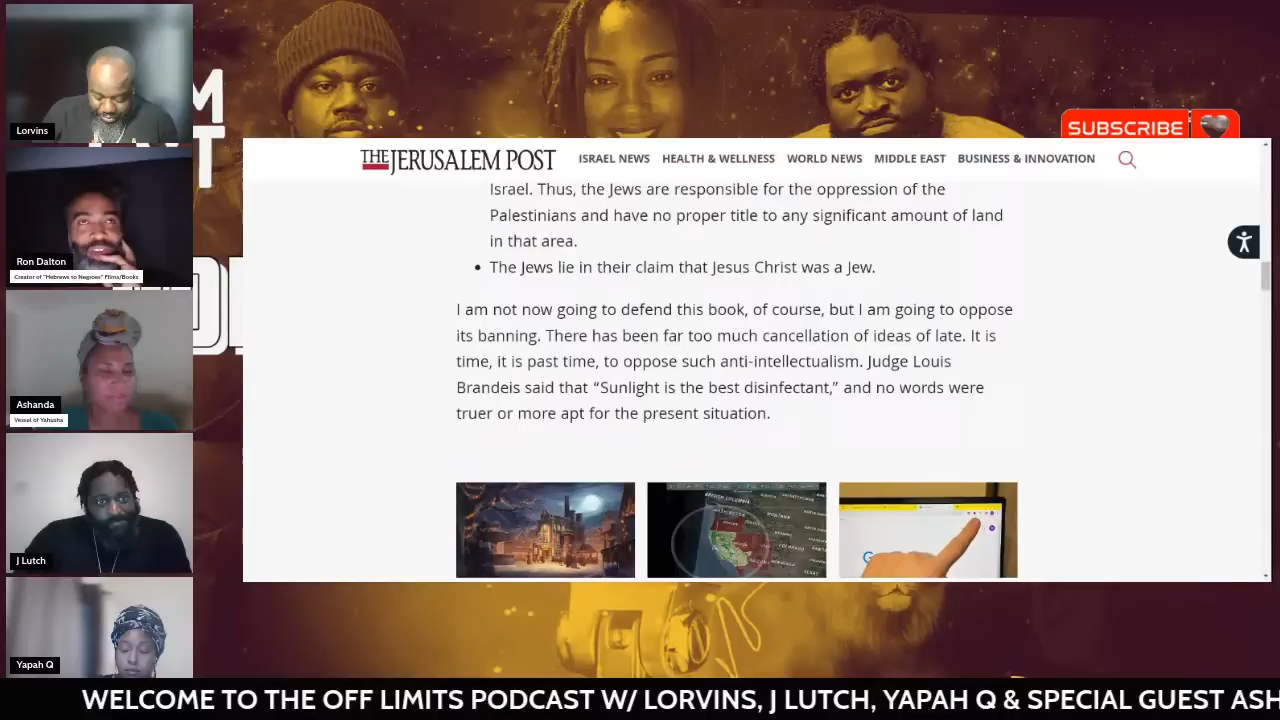 Lorvins
Ron Dalton
Creator of "Hebrews to Negroes" Films/Books
Ashanda
Vessel of Yahusha
J Lutch
Yapah Q
SUBSCRIBE
THE JERUSALEM POST
ISRAEL NEWS HEALTH & WELLNESS WORLD NEWS MIDDLE EAST BUSINESS & INNOVATION
Israel. Thus, the Jews are responsible for the oppression of the
Palestinians and have no proper title to any significant amount of land
in that area.
• The Jews lie in their claim that Jesus Christ was a Jew.
I am not now going to defend this book, of course, but I am going to oppose
its banning. There has been far too much cancellation of ideas of late. It is
time, it is past time, to oppose such anti-intellectualism. Judge Louis
Brandeis said that “Sunlight is the best disinfectant,” and no words were
truer or more apt for the present situation.
WELCOME TO THE OFF LIMITS PODCAST W/ LORVINS, J LUTCH, YAPAH Q & SPECIAL GUEST ASH